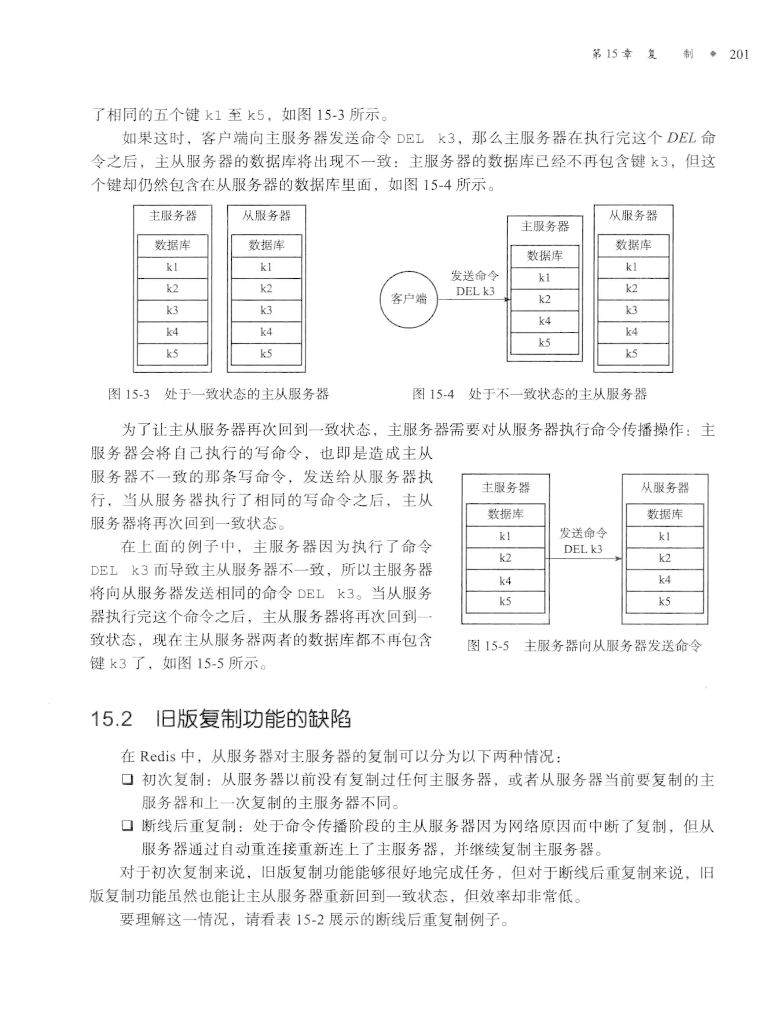 第15章 复 制 ◆ 201
了相同的五个键 k1 至 k5，如图 15-3 所示。
如果这时，客户端向主服务器发送命令 DEL k3，那么主服务器在执行完这个 DEL 命
令之后，主从服务器的数据库将出现不一致：主服务器的数据库已经不再包含键 k3，但这
个键却仍然包含在从服务器的数据库里面，如图 15-4 所示。
主服务器
数据库
k1
k2
k3
k4
k5
从服务器
数据库
k1
k2
k3
k4
k5
图 15-3 处于一致状态的主从服务器
客户端
发送命令
DEL k3
主服务器
数据库
k1
k2
k4
k5
从服务器
数据库
k1
k2
k3
k4
k5
图 15-4 处于不一致状态的主从服务器
为了让主从服务器再次回到一致状态，主服务器需要对从服务器执行命令传播操作：主
服务器会将自己执行的写命令，也即是造成主从
服务器不一致的那条写命令，发送给从服务器执
行，当从服务器执行了相同的写命令之后，主从
服务器将再次回到一致状态。
在上面的例子中，主服务器因为执行了命令
DEL k3 而导致主从服务器不一致，所以主服务器
将向从服务器发送相同的命令 DEL k3。当从服务
器执行完这个命令之后，主从服务器将再次回到一
致状态，现在主从服务器两者的数据库都不再包含
键 k3 了，如图 15-5 所示。
主服务器
数据库
k1
k2
k4
k5
发送命令
DEL k3
从服务器
数据库
k1
k2
k4
k5
图 15-5 主服务器向从服务器发送命令
15.2 旧版复制功能的缺陷
在 Redis 中，从服务器对主服务器的复制可以分为以下两种情况：
❑ 初次复制：从服务器以前没有复制过任何主服务器，或者从服务器当前要复制的主
服务器和上一次复制的主服务器不同。
❑ 断线后重复制：处于命令传播阶段的主从服务器因为网络原因而中断了复制，但从
服务器通过自动重连接重新连上了主服务器，并继续复制主服务器。
对于初次复制来说，旧版复制功能能够很好地完成任务，但对于断线后重复制来说，旧
版复制功能虽然也能让主从服务器重新回到一致状态，但效率却非常低。
要理解这一情况，请看表 15-2 展示的断线后重复制例子。